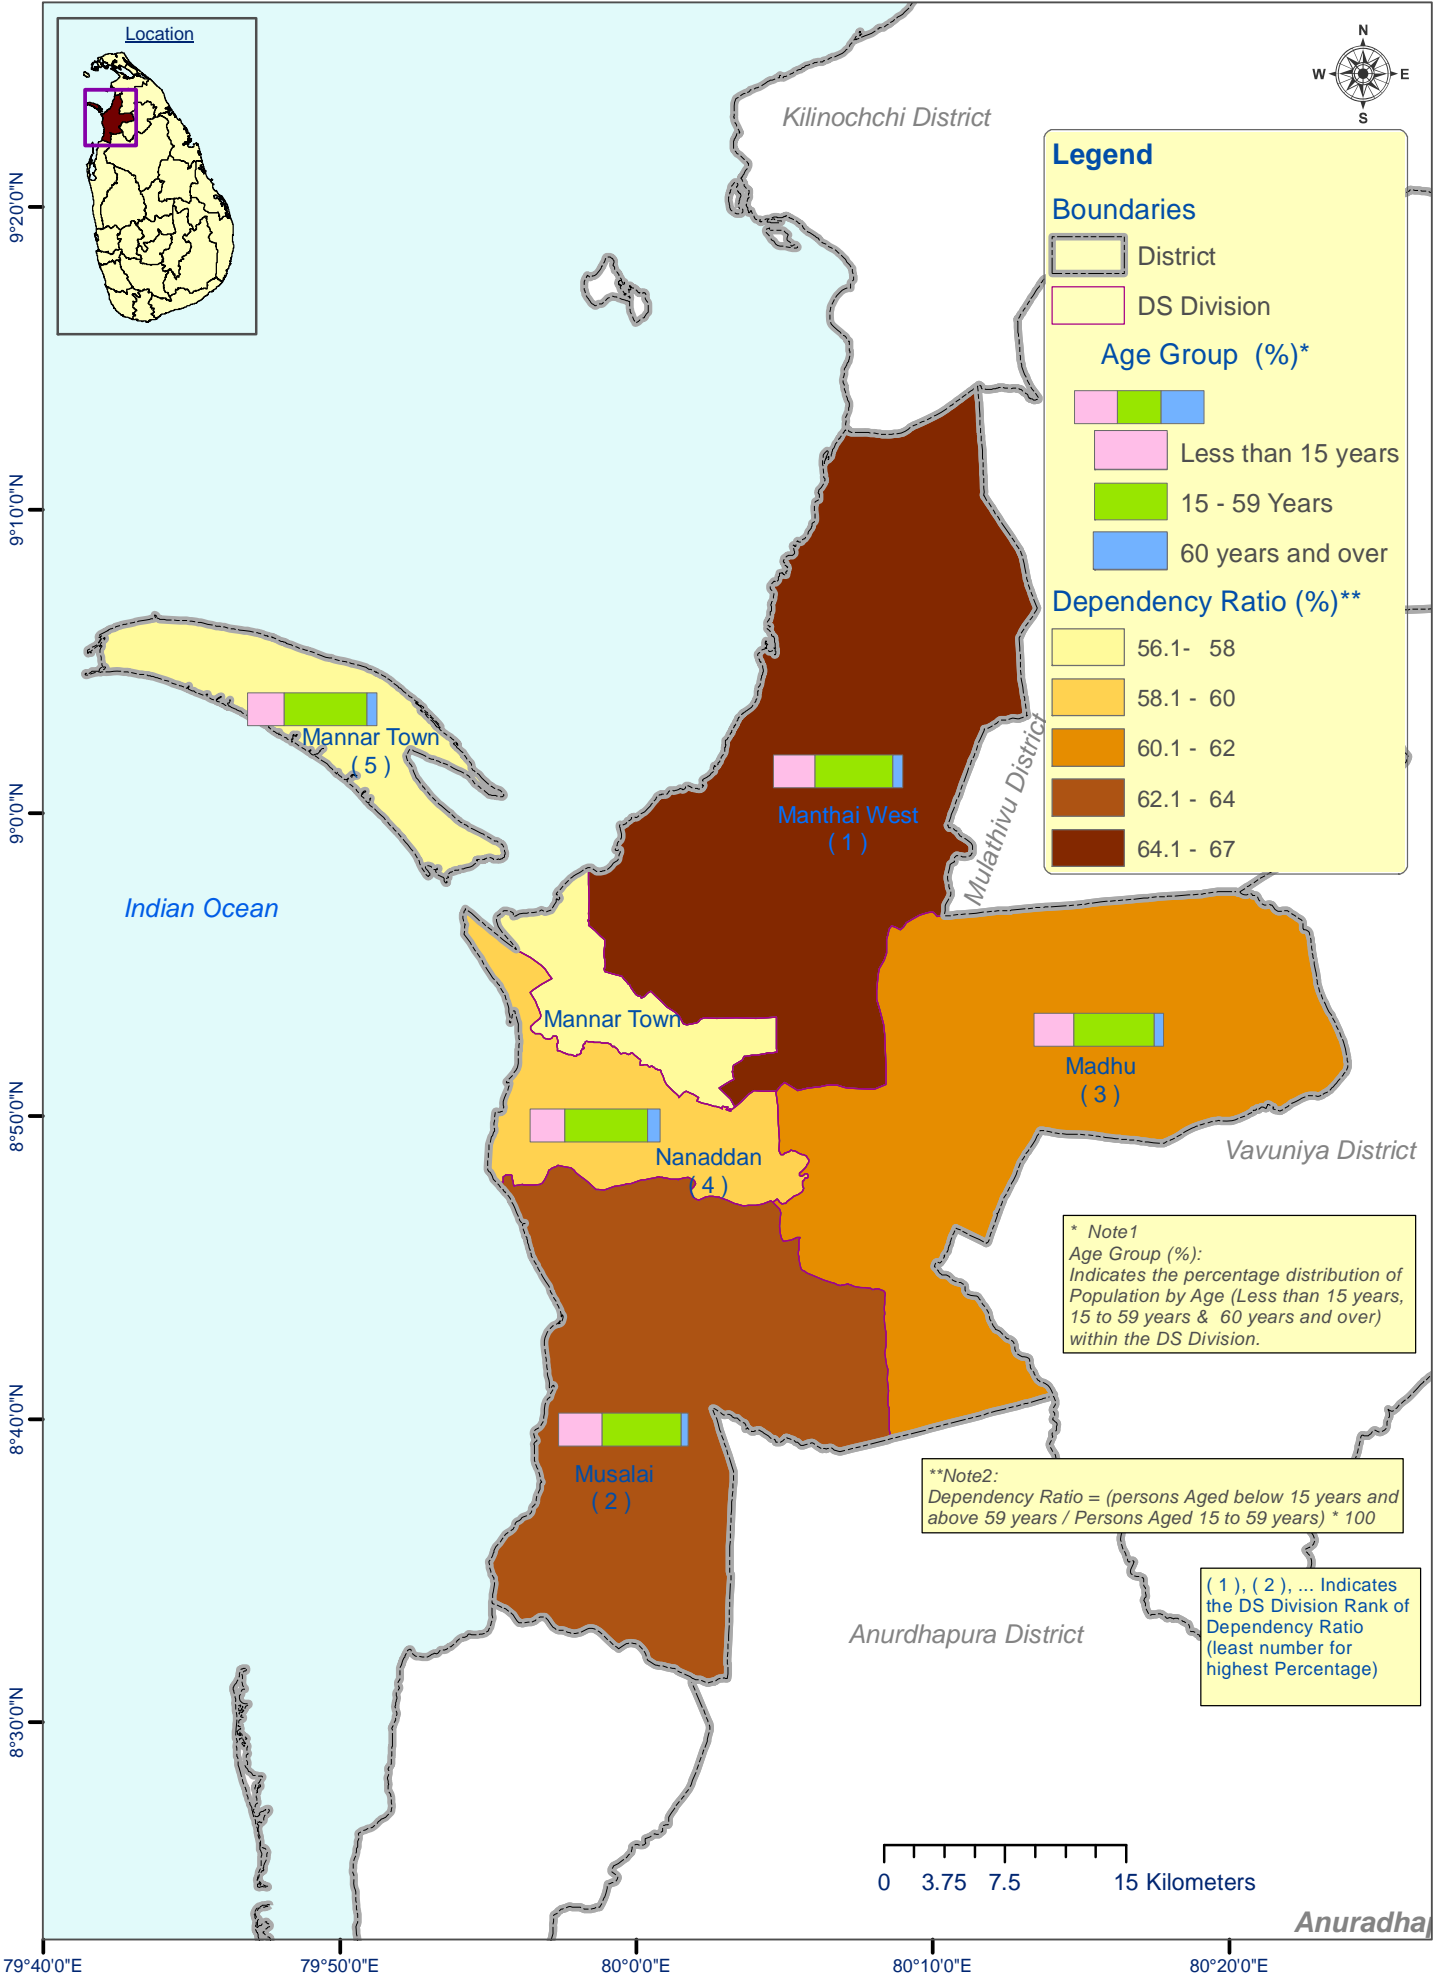 Location
N
W E
S
Kilinochchi District
Legend
Boundaries
District
DS Division
Age Group (%)*
Less than 15 years
15 - 59 Years
60 years and over
Dependency Ratio (%)**
56.1- 58
58.1 - 60
60.1 - 62
62.1 - 64
64.1 - 67
Mannar Town
( 5 )
Manthai West
( 1 )
Mulathivu District
Indian Ocean
Mannar Town
Madhu
( 3 )
Nanaddan
( 4 )
Vavuniya District
* Note1
Age Group (%):
Indicates the percentage distribution of
Population by Age (Less than 15 years,
15 to 59 years & 60 years and over)
within the DS Division.
Musalai
( 2 )
**Note2:
Dependency Ratio = (persons Aged below 15 years and
above 59 years / Persons Aged 15 to 59 years) * 100
( 1 ), ( 2 ), ... Indicates
the DS Division Rank of
Dependency Ratio
(least number for
highest Percentage)
Anurdhapura District
0 3.75 7.5 15 Kilometers
Anuradhap
9°20'0"N
9°10'0"N
9°0'0"N
8°50'0"N
8°40'0"N
8°30'0"N
79°40'0"E 79°50'0"E 80°0'0"E 80°10'0"E 80°20'0"E